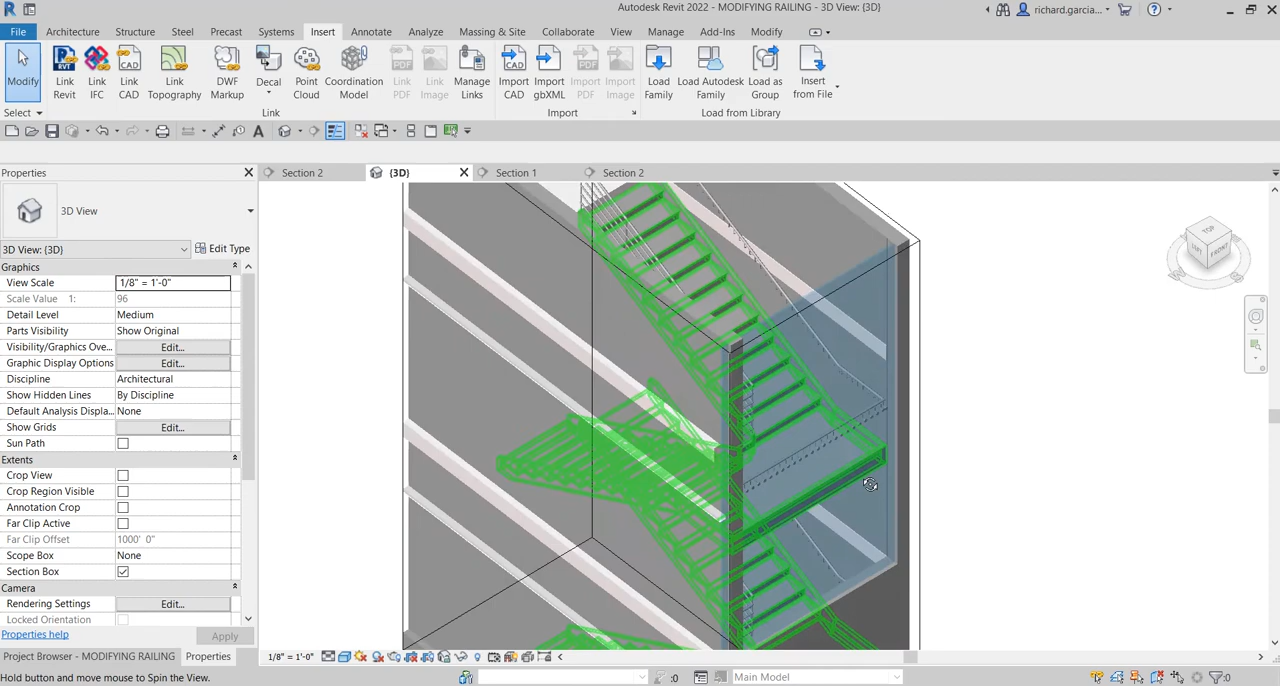 Autodesk Revit 2022 - MODIFYING RAILING - 3D View: {3D}
richard.garcia...
File Architecture Structure Steel Precast Systems Insert Annotate Analyze Massing & Site Collaborate View Manage Add-Ins Modify
Modify
Link Revit
Link IFC
Link CAD
Link Topography
DWF Markup
Decal
Point Cloud
Coordination Model
Link PDF
Link Image
Manage Links
Import CAD
Import gbXML
Import PDF
Import Image
Load Family
Load Autodesk Family
Load as Group
Insert from File
Select
Link
Import
Load from Library
Properties
Section 2
{3D}
Section 1
Section 2
3D View
3D View: {3D}
Edit Type
Graphics
View Scale 1/8" = 1'-0"
Scale Value 1: 96
Detail Level Medium
Parts Visibility Show Original
Visibility/Graphics Ove... Edit...
Graphic Display Options Edit...
Discipline Architectural
Show Hidden Lines By Discipline
Default Analysis Displa... None
Show Grids Edit...
Sun Path
Extents
Crop View
Crop Region Visible
Annotation Crop
Far Clip Active
Far Clip Offset 1000' 0"
Scope Box None
Section Box
Camera
Rendering Settings Edit...
Locked Orientation
Properties help
Apply
Project Browser - MODIFYING RAILING
Properties
TOP
LEFT
FRONT
1/8" = 1'-0"
Hold button and move mouse to Spin the View.
:0
Main Model
:0